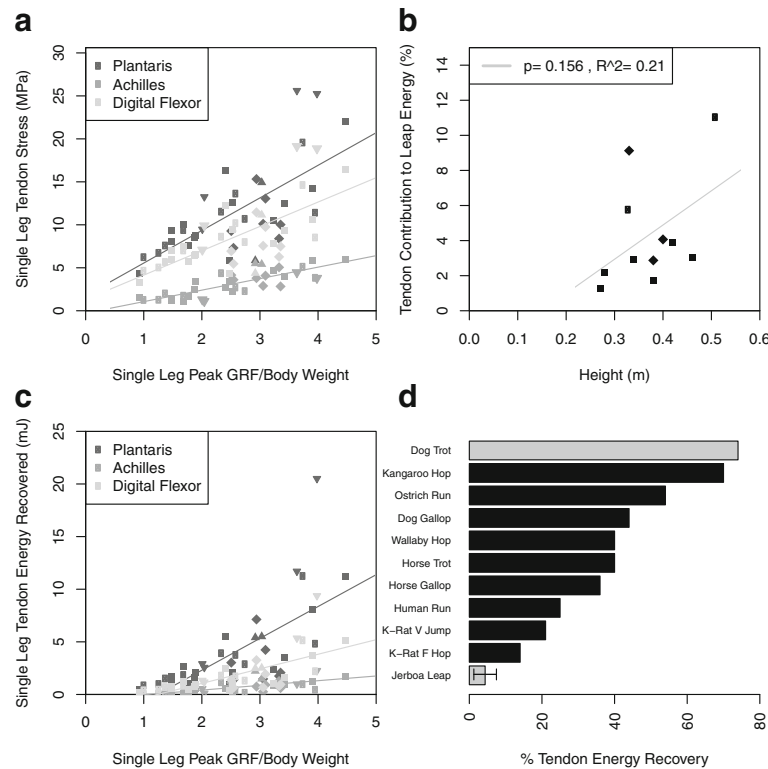 a
Single Leg Tendon Stress (MPa)
30
25
20
15
10
5
0
Plantaris
Achilles
Digital Flexor
0 1 2 3 4 5
Single Leg Peak GRF/Body Weight
b
Tendon Contribution to Leap Energy (%)
14
12
10
8
6
4
2
0
p= 0.156 , R^2= 0.21
0.0 0.1 0.2 0.3 0.4 0.5 0.6
Height (m)
c
Single Leg Tendon Energy Recovered (mJ)
25
20
15
10
5
0
Plantaris
Achilles
Digital Flexor
0 1 2 3 4 5
Single Leg Peak GRF/Body Weight
d
Dog Trot
Kangaroo Hop
Ostrich Run
Dog Gallop
Wallaby Hop
Horse Trot
Horse Gallop
Human Run
K−Rat V Jump
K−Rat F Hop
Jerboa Leap
0 20 40 60 80
% Tendon Energy Recovery